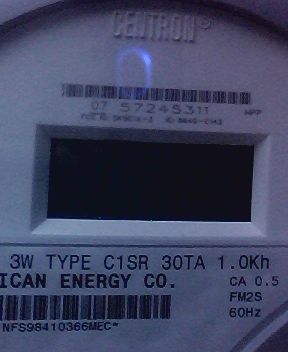 CENTRON®
07 57245311
3W TYPE C1SR 30TA 1.0Kh
ICAN ENERGY CO. CA 0.5
FM2S
60Hz
NFS98410366MEC*